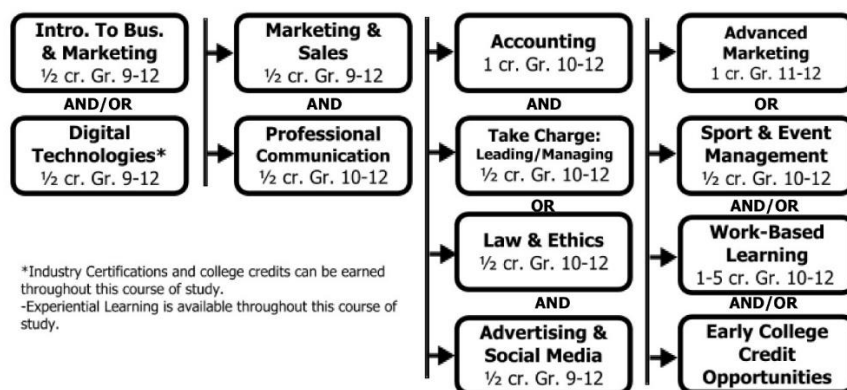 Intro. To Bus.
& Marketing
½ cr. Gr. 9-12
AND/OR
Digital
Technologies*
½ cr. Gr. 9-12
Marketing &
Sales
½ cr. Gr. 9-12
AND
Professional
Communication
½ cr. Gr. 10-12
Accounting
1 cr. Gr. 10-12
AND
Take Charge:
Leading/Managing
½ cr. Gr. 10-12
OR
Law & Ethics
½ cr. Gr. 10-12
AND
Advertising &
Social Media
½ cr. Gr. 9-12
Advanced
Marketing
1 cr. Gr. 11-12
OR
Sport & Event
Management
½ cr. Gr. 10-12
AND/OR
Work-Based
Learning
1-5 cr. Gr. 10-12
AND/OR
Early College
Credit
Opportunities
*Industry Certifications and college credits can be earned
throughout this course of study.
-Experiential Learning is available throughout this course of
study.